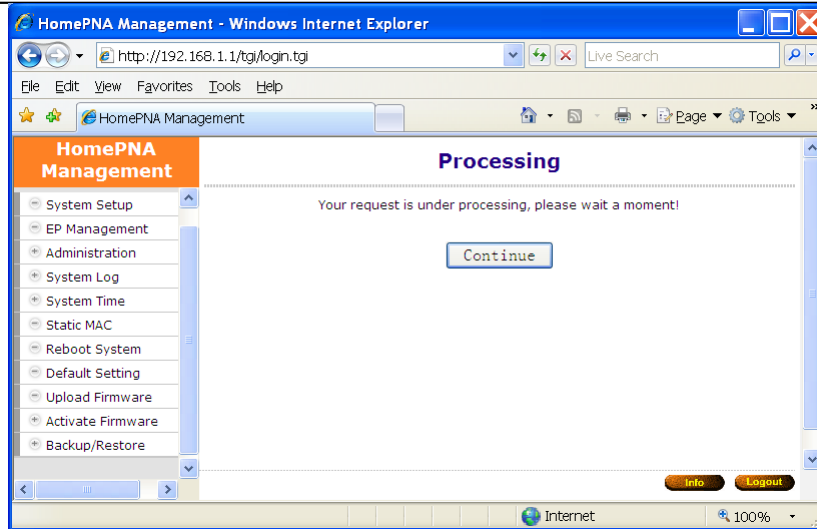 HomePNA Management - Windows Internet Explorer
http://192.168.1.1/tgi/login.tgi
Live Search
File Edit View Favorites Tools Help
HomePNA Management
Page Tools
HomePNA
Management
System Setup
EP Management
Administration
System Log
System Time
Static MAC
Reboot System
Default Setting
Upload Firmware
Activate Firmware
Backup/Restore
Processing
Your request is under processing, please wait a moment!
Continue
Info Logout
Internet 100%